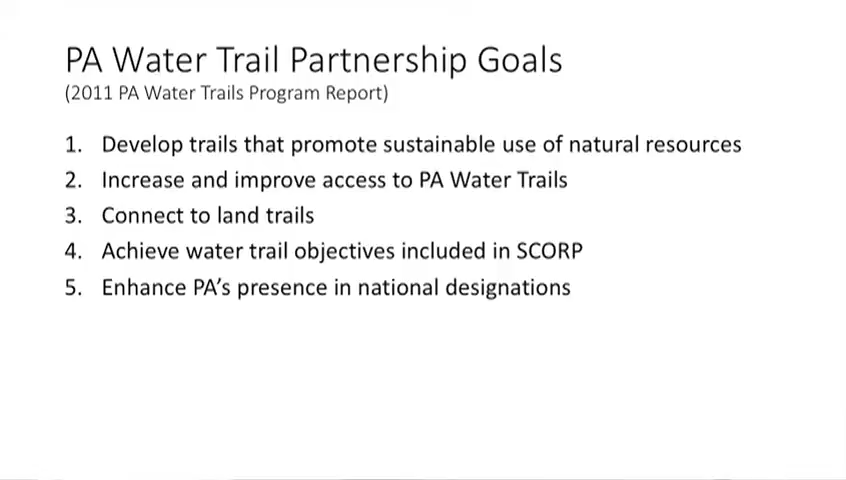 PA Water Trail Partnership Goals
(2011 PA Water Trails Program Report)
1. Develop trails that promote sustainable use of natural resources
2. Increase and improve access to PA Water Trails
3. Connect to land trails
4. Achieve water trail objectives included in SCORP
5. Enhance PA’s presence in national designations